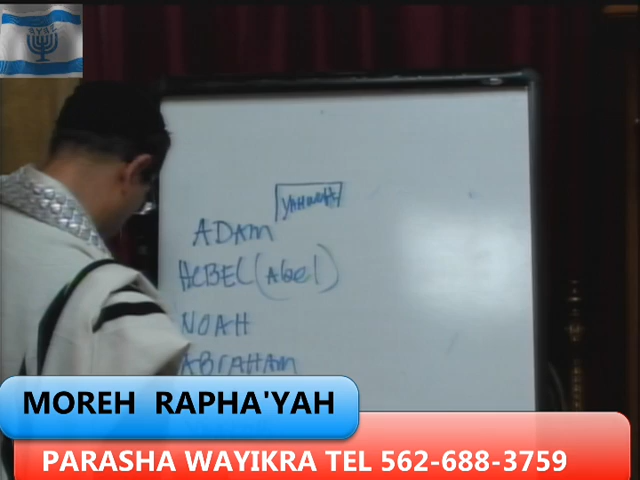 YAHWEH
ADAM
HEBEL (Abel)
NOAH
ABRAHAM
MOREH RAPHA'YAH
PARASHA WAYIKRA TEL 562-688-3759